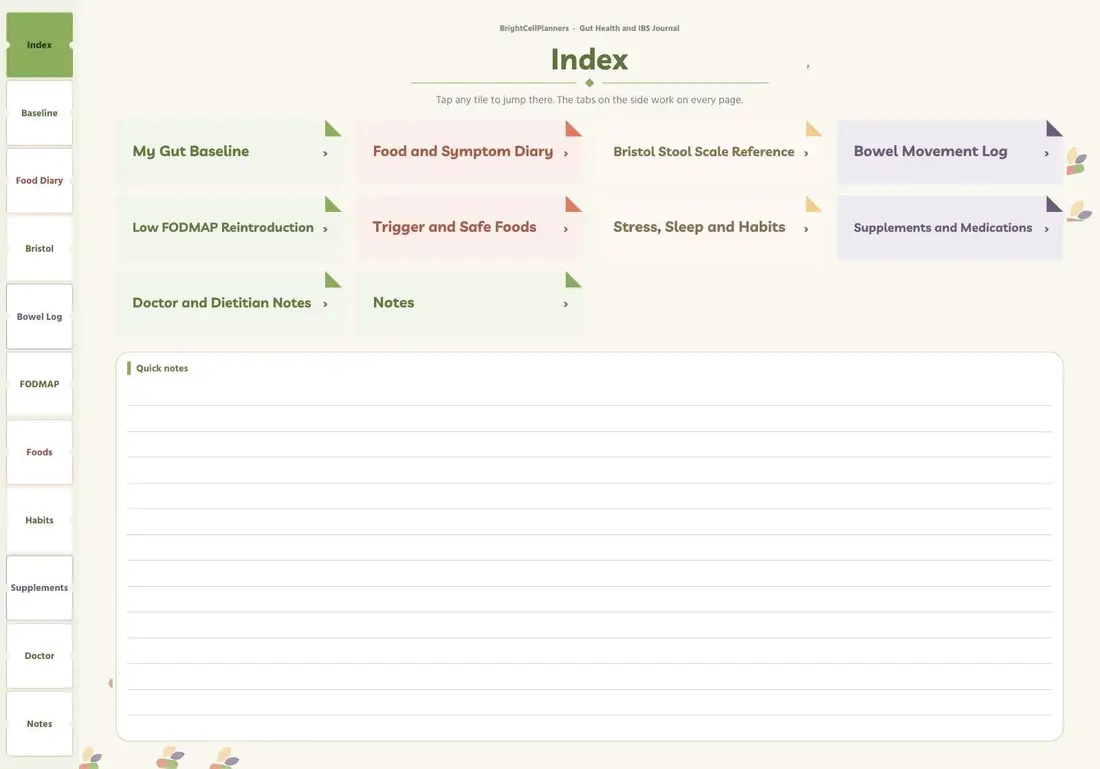 Index
Baseline
Food Diary
Bristol
Bowel Log
FODMAP
Foods
Habits
Supplements
Doctor
Notes
BrightCellPlanners · Gut Health and IBS Journal
Index
Tap any tile to jump there. The tabs on the side work on every page.
My Gut Baseline ›
Food and Symptom Diary ›
Bristol Stool Scale Reference ›
Bowel Movement Log ›
Low FODMAP Reintroduction ›
Trigger and Safe Foods ›
Stress, Sleep and Habits ›
Supplements and Medications ›
Doctor and Dietitian Notes ›
Notes ›
Quick notes